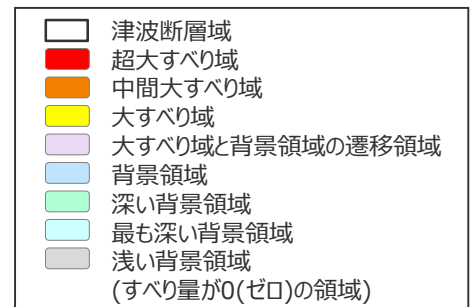 津波断層域
超大すべり域
中間大すべり域
大すべり域
大すべり域と背景領域の遷移領域
背景領域
深い背景領域
最も深い背景領域
浅い背景領域
(すべり量が0(ゼロ)の領域)